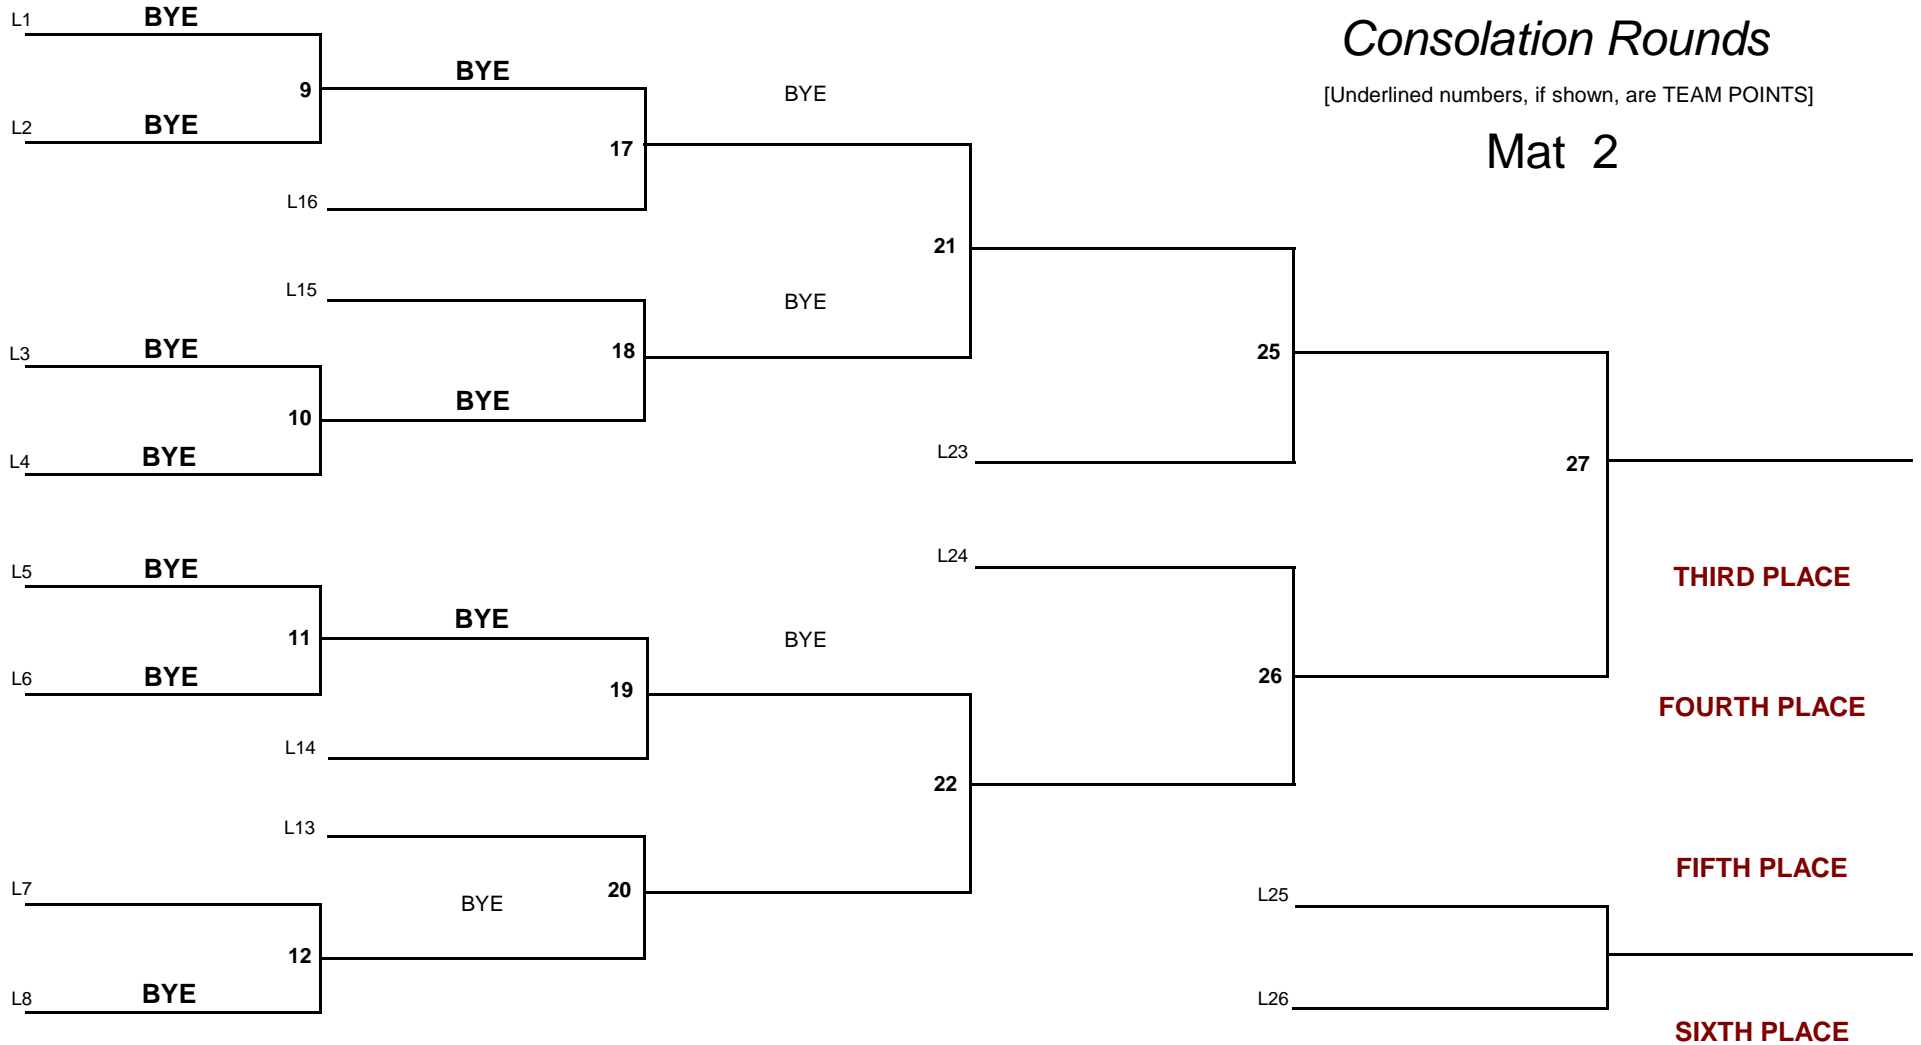 Consolation Rounds
[Underlined numbers, if shown, are TEAM POINTS]
Mat 2
L1 BYE
9
BYE
BYE
L2 BYE
17
L16
21
L15
BYE
L3 BYE
18
25
10
BYE
L4 BYE
L23
27
L5 BYE
L24
THIRD PLACE
11
BYE
BYE
L6 BYE
19
26
FOURTH PLACE
L14
22
L13
FIFTH PLACE
L7
BYE
20
L25
12
L8 BYE
L26
SIXTH PLACE